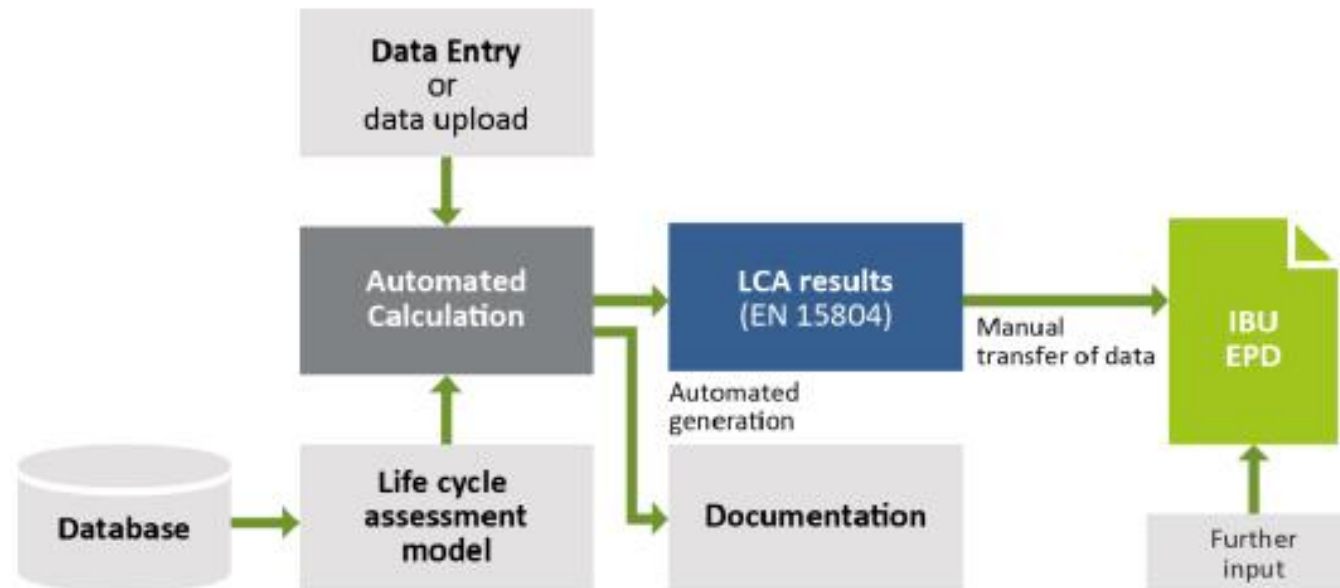 Data Entry
or
data upload
Automated
Calculation
LCA results
(EN 15804)
Manual
transfer of data
IBU
EPD
Automated
generation
Database
Life cycle
assessment
model
Documentation
Further
input